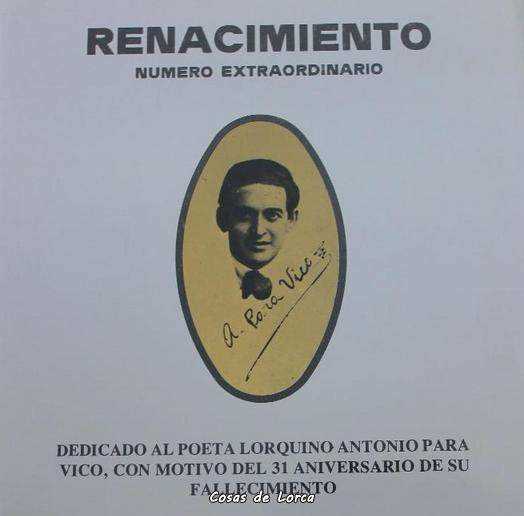 RENACIMIENTO
NUMERO EXTRAORDINARIO
A. Para Vico
DEDICADO AL POETA LORQUINO ANTONIO PARA
VICO, CON MOTIVO DEL 31 ANIVERSARIO DE SU
FALLECIMIENTO
Cosas de Lorca